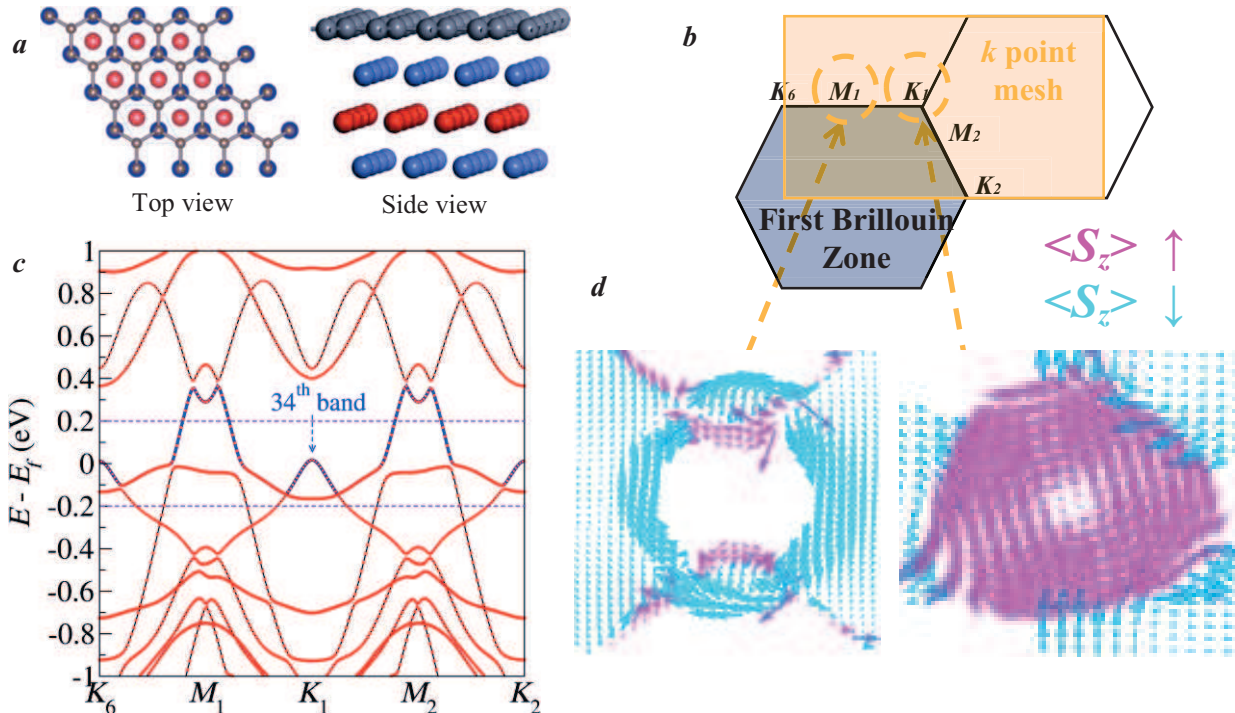 a
Top view
Side view
b
K6 M1 K1
k point
mesh
M2
K2
First Brillouin
Zone
<Sz> ↑
<Sz> ↓
c
E - Ef (eV)
1
0.8
0.6
0.4
0.2
0
-0.2
-0.4
-0.6
-0.8
-1
34th band
K6 M1 K1 M2 K2
d